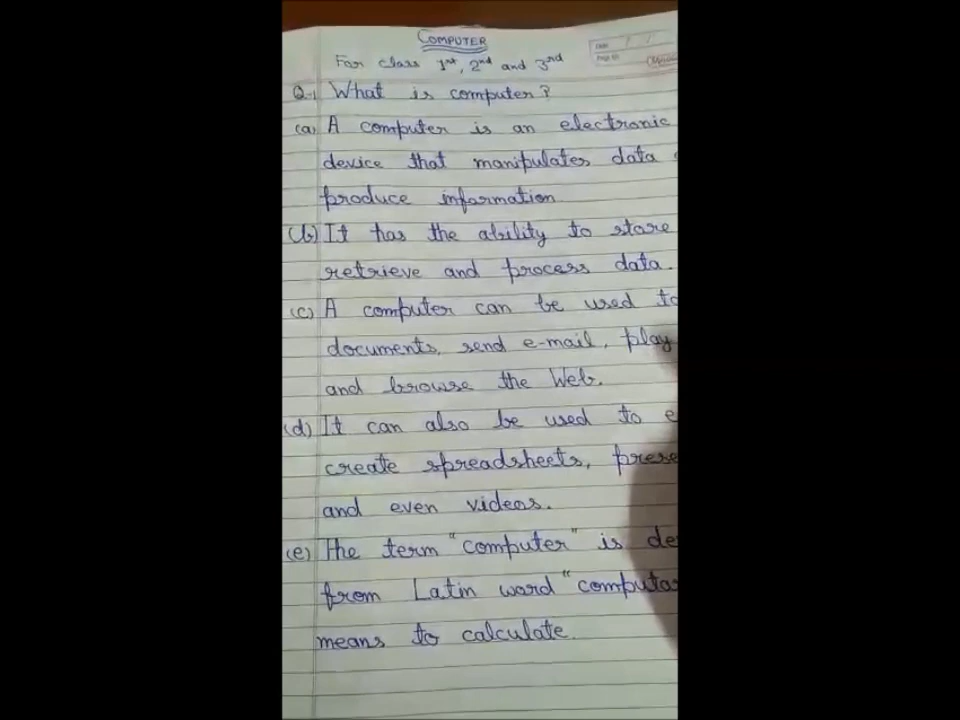 COMPUTER
For class 1st, 2nd and 3rd
Q-1 What is computer?
(a) A computer is an electronic
device that manipulates data
produce information
(b) It has the ability to store
retrieve and process data.
(c) A computer can be used to
documents, send e-mail, play
and browse the Web.
(d) It can also be used to e
create spreadsheets, prese
and even videos.
(e) The term "computer" is de
from Latin word "computa
means to calculate.